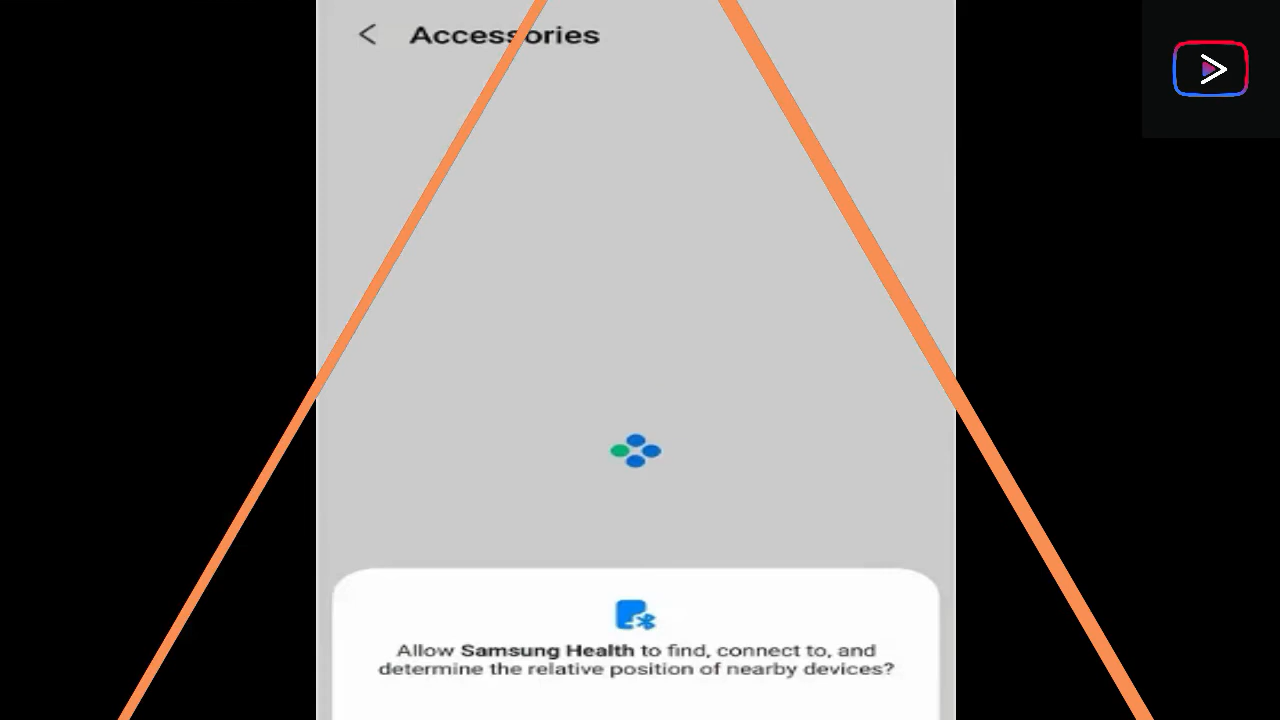 Accessories
Allow Samsung Health to find, connect to, and
determine the relative position of nearby devices?